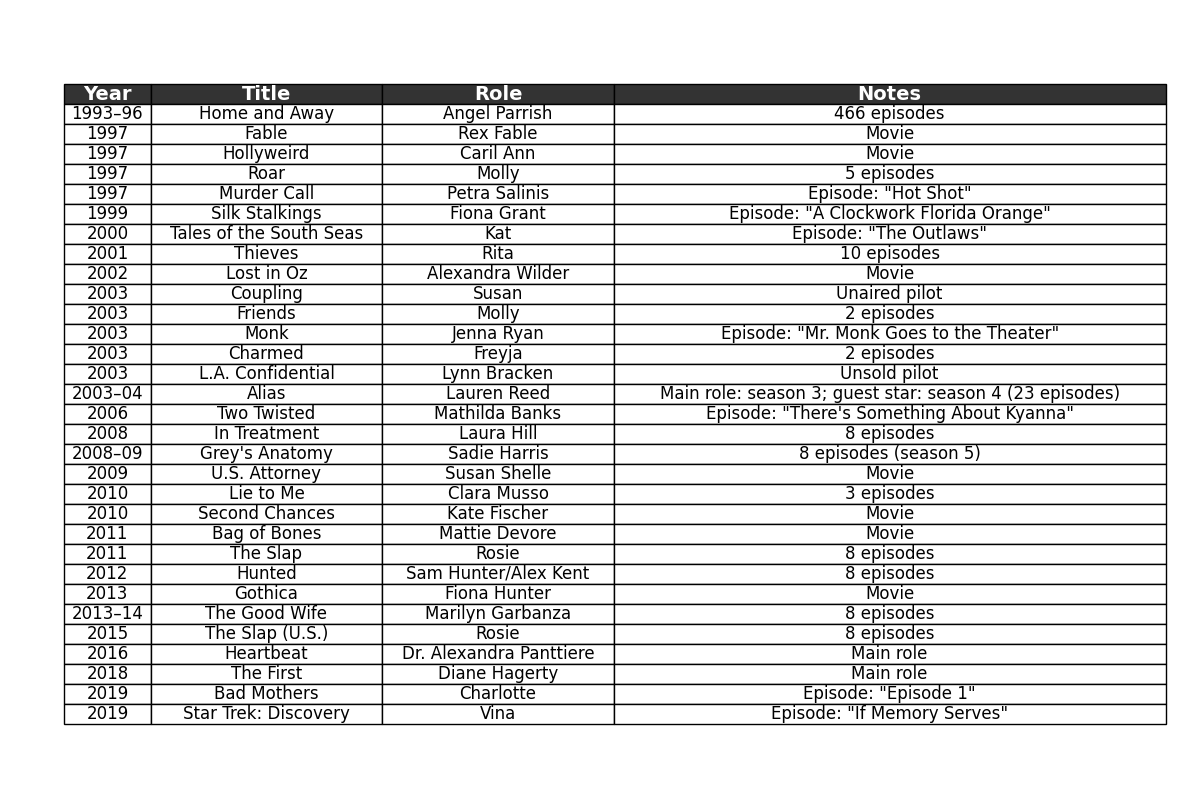 Year Title Role Notes
1993–96 Home and Away Angel Parrish 466 episodes
1997 Fable Rex Fable Movie
1997 Hollyweird Caril Ann Movie
1997 Roar Molly 5 episodes
1997 Murder Call Petra Salinis Episode: "Hot Shot"
1999 Silk Stalkings Fiona Grant Episode: "A Clockwork Florida Orange"
2000 Tales of the South Seas Kat Episode: "The Outlaws"
2001 Thieves Rita 10 episodes
2002 Lost in Oz Alexandra Wilder Movie
2003 Coupling Susan Unaired pilot
2003 Friends Molly 2 episodes
2003 Monk Jenna Ryan Episode: "Mr. Monk Goes to the Theater"
2003 Charmed Freyja 2 episodes
2003 L.A. Confidential Lynn Bracken Unsold pilot
2003–04 Alias Lauren Reed Main role: season 3; guest star: season 4 (23 episodes)
2006 Two Twisted Mathilda Banks Episode: "There's Something About Kyanna"
2008 In Treatment Laura Hill 8 episodes
2008–09 Grey's Anatomy Sadie Harris 8 episodes (season 5)
2009 U.S. Attorney Susan Shelle Movie
2010 Lie to Me Clara Musso 3 episodes
2010 Second Chances Kate Fischer Movie
2011 Bag of Bones Mattie Devore Movie
2011 The Slap Rosie 8 episodes
2012 Hunted Sam Hunter/Alex Kent 8 episodes
2013 Gothica Fiona Hunter Movie
2013–14 The Good Wife Marilyn Garbanza 8 episodes
2015 The Slap (U.S.) Rosie 8 episodes
2016 Heartbeat Dr. Alexandra Panttiere Main role
2018 The First Diane Hagerty Main role
2019 Bad Mothers Charlotte Episode: "Episode 1"
2019 Star Trek: Discovery Vina Episode: "If Memory Serves"